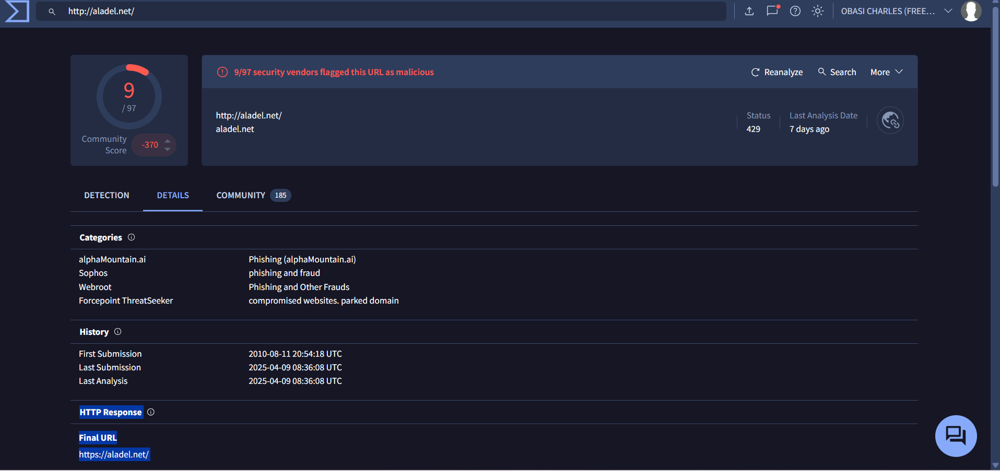 http://aladel.net/
OBASI CHARLES (FREE...
9
/ 97
Community
Score
-370
9/97 security vendors flagged this URL as malicious
Reanalyze
Search
More
http://aladel.net/
aladel.net
Status
429
Last Analysis Date
7 days ago
DETECTION
DETAILS
COMMUNITY 185
Categories
alphaMountain.ai Phishing (alphaMountain.ai)
Sophos phishing and fraud
Webroot Phishing and Other Frauds
Forcepoint ThreatSeeker compromised websites. parked domain
History
First Submission 2010-08-11 20:54:18 UTC
Last Submission 2025-04-09 08:36:08 UTC
Last Analysis 2025-04-09 08:36:08 UTC
HTTP Response
Final URL
https://aladel.net/